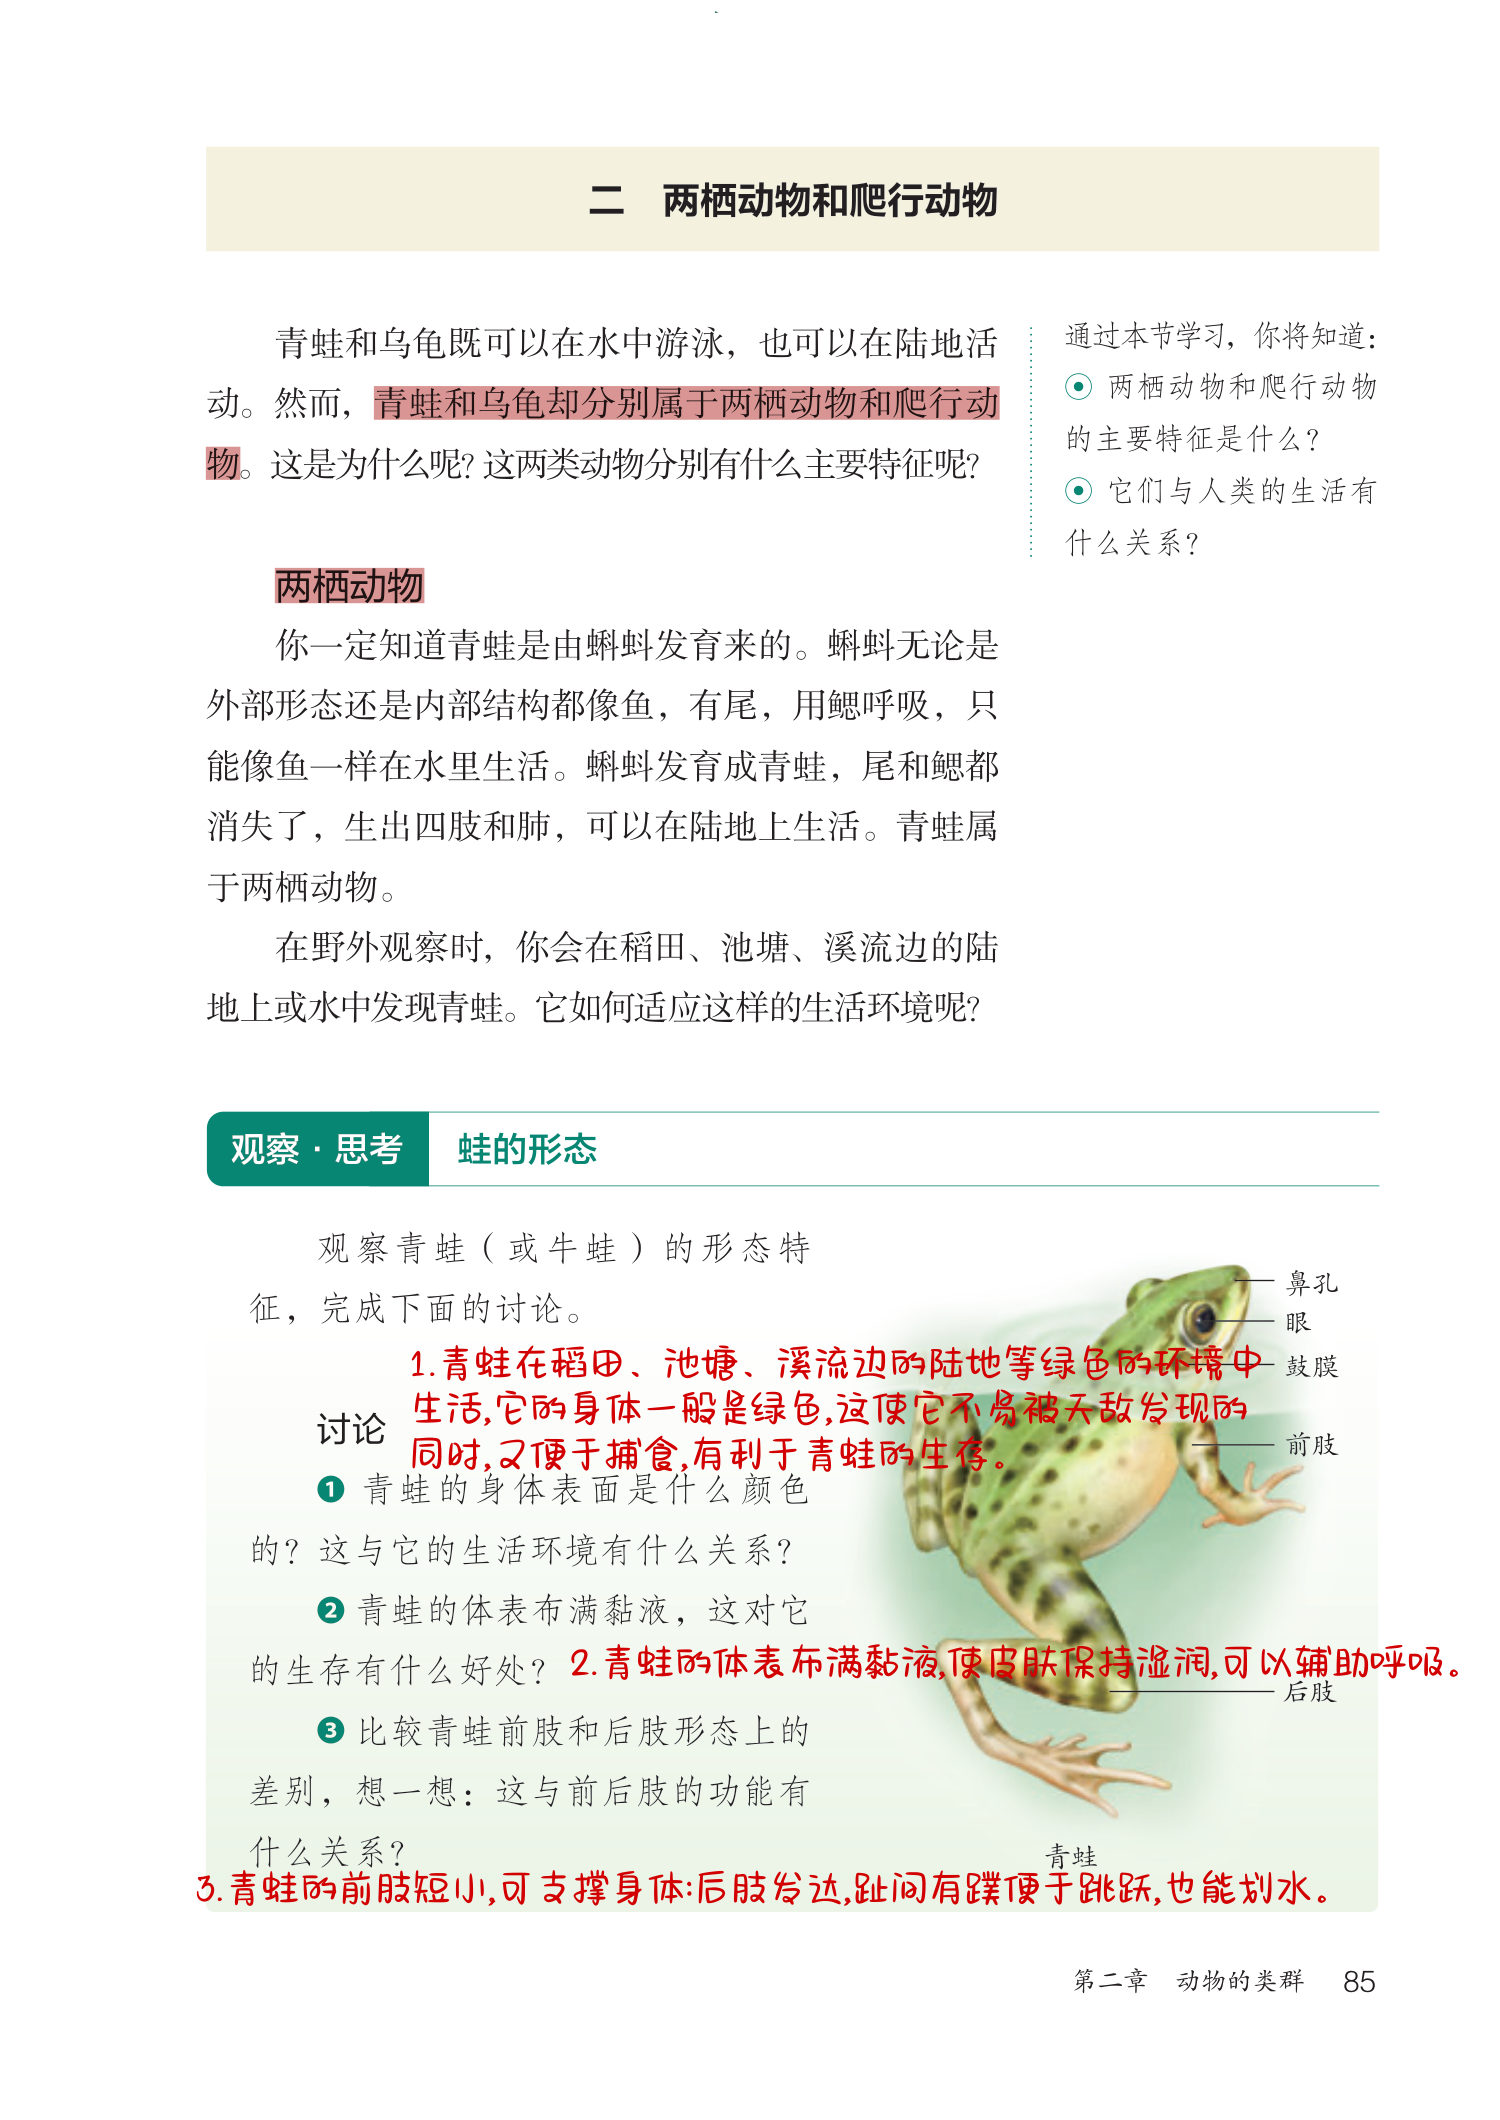 二 两栖动物和爬行动物
青蛙和乌龟既可以在水中游泳，也可以在陆地活
动。然而，青蛙和乌龟却分别属于两栖动物和爬行动
物。这是为什么呢？这两类动物分别有什么主要特征呢？
通过本节学习，你将知道：
两栖动物和爬行动物
的主要特征是什么？
它们与人类的生活有
什么关系？
两栖动物
你一定知道青蛙是由蝌蚪发育来的。蝌蚪无论是
外部形态还是内部结构都像鱼，有尾，用鳃呼吸，只
能像鱼一样在水里生活。蝌蚪发育成青蛙，尾和鳃都
消失了，生出四肢和肺，可以在陆地上生活。青蛙属
于两栖动物。
在野外观察时，你会在稻田、池塘、溪流边的陆
地上或水中发现青蛙。它如何适应这样的生活环境呢？
观察·思考 蛙的形态
观察青蛙（或牛蛙）的形态特
征，完成下面的讨论。
1.青蛙在稻田、池塘、溪流边的陆地等绿色的环境中
生活,它的身体一般是绿色,这使它不易被天敌发现的
同时,又便于捕食,有利于青蛙的生存。
讨论
❶ 青蛙的身体表面是什么颜色
的？这与它的生活环境有什么关系？
❷ 青蛙的体表布满黏液，这对它
的生存有什么好处？
2.青蛙的体表布满黏液,使皮肤保持湿润,可以辅助呼吸。
❸ 比较青蛙前肢和后肢形态上的
差别，想一想：这与前后肢的功能有
什么关系？
3.青蛙的前肢短小,可支撑身体:后肢发达,趾间有蹼便于跳跃,也能划水。
鼻孔
眼
鼓膜
前肢
后肢
青蛙
第二章 动物的类群 85